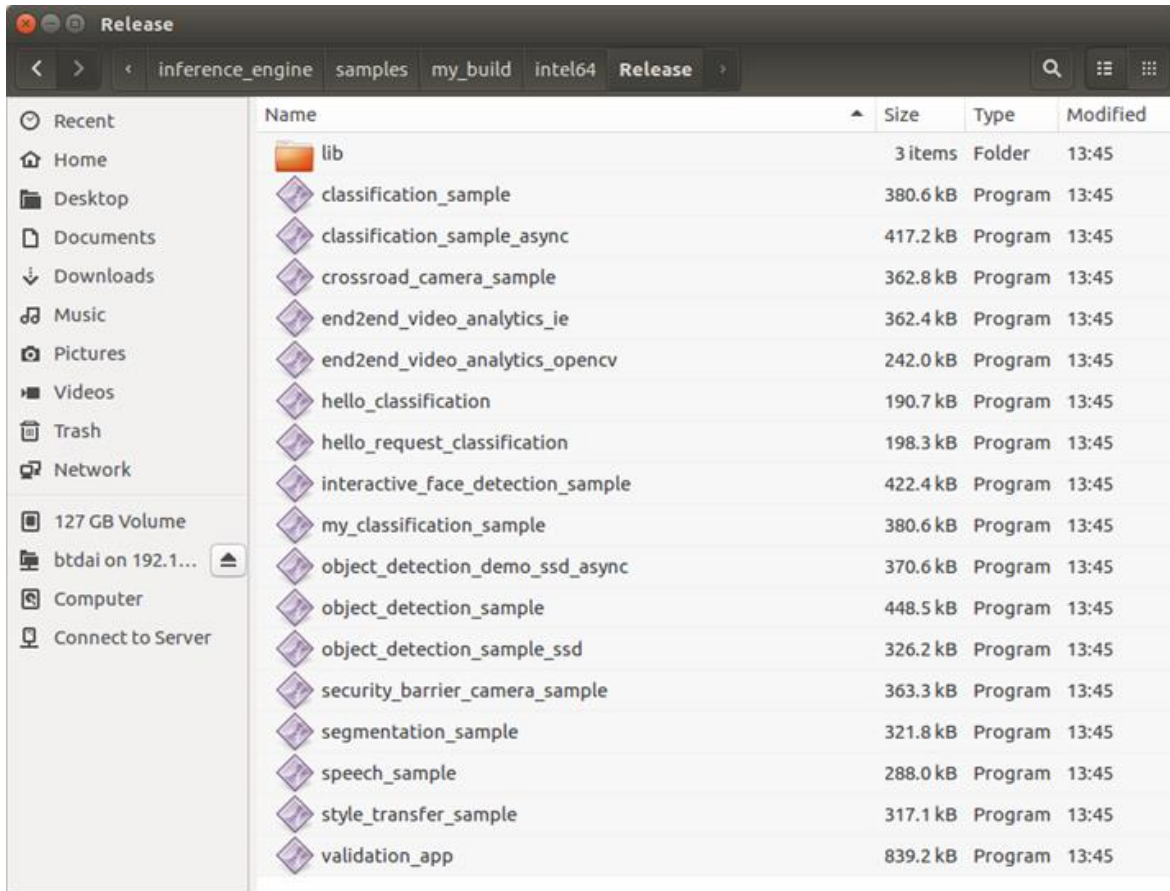 Release
inference_engine samples my_build intel64 Release
Recent
Home
Desktop
Documents
Downloads
Music
Pictures
Videos
Trash
Network
127 GB Volume
btdai on 192.1...
Computer
Connect to Server
Name Size Type Modified
lib 3 items Folder 13:45
classification_sample 380.6 kB Program 13:45
classification_sample_async 417.2 kB Program 13:45
crossroad_camera_sample 362.8 kB Program 13:45
end2end_video_analytics_ie 362.4 kB Program 13:45
end2end_video_analytics_opencv 242.0 kB Program 13:45
hello_classification 190.7 kB Program 13:45
hello_request_classification 198.3 kB Program 13:45
interactive_face_detection_sample 422.4 kB Program 13:45
my_classification_sample 380.6 kB Program 13:45
object_detection_demo_ssd_async 370.6 kB Program 13:45
object_detection_sample 448.5 kB Program 13:45
object_detection_sample_ssd 326.2 kB Program 13:45
security_barrier_camera_sample 363.3 kB Program 13:45
segmentation_sample 321.8 kB Program 13:45
speech_sample 288.0 kB Program 13:45
style_transfer_sample 317.1 kB Program 13:45
validation_app 839.2 kB Program 13:45